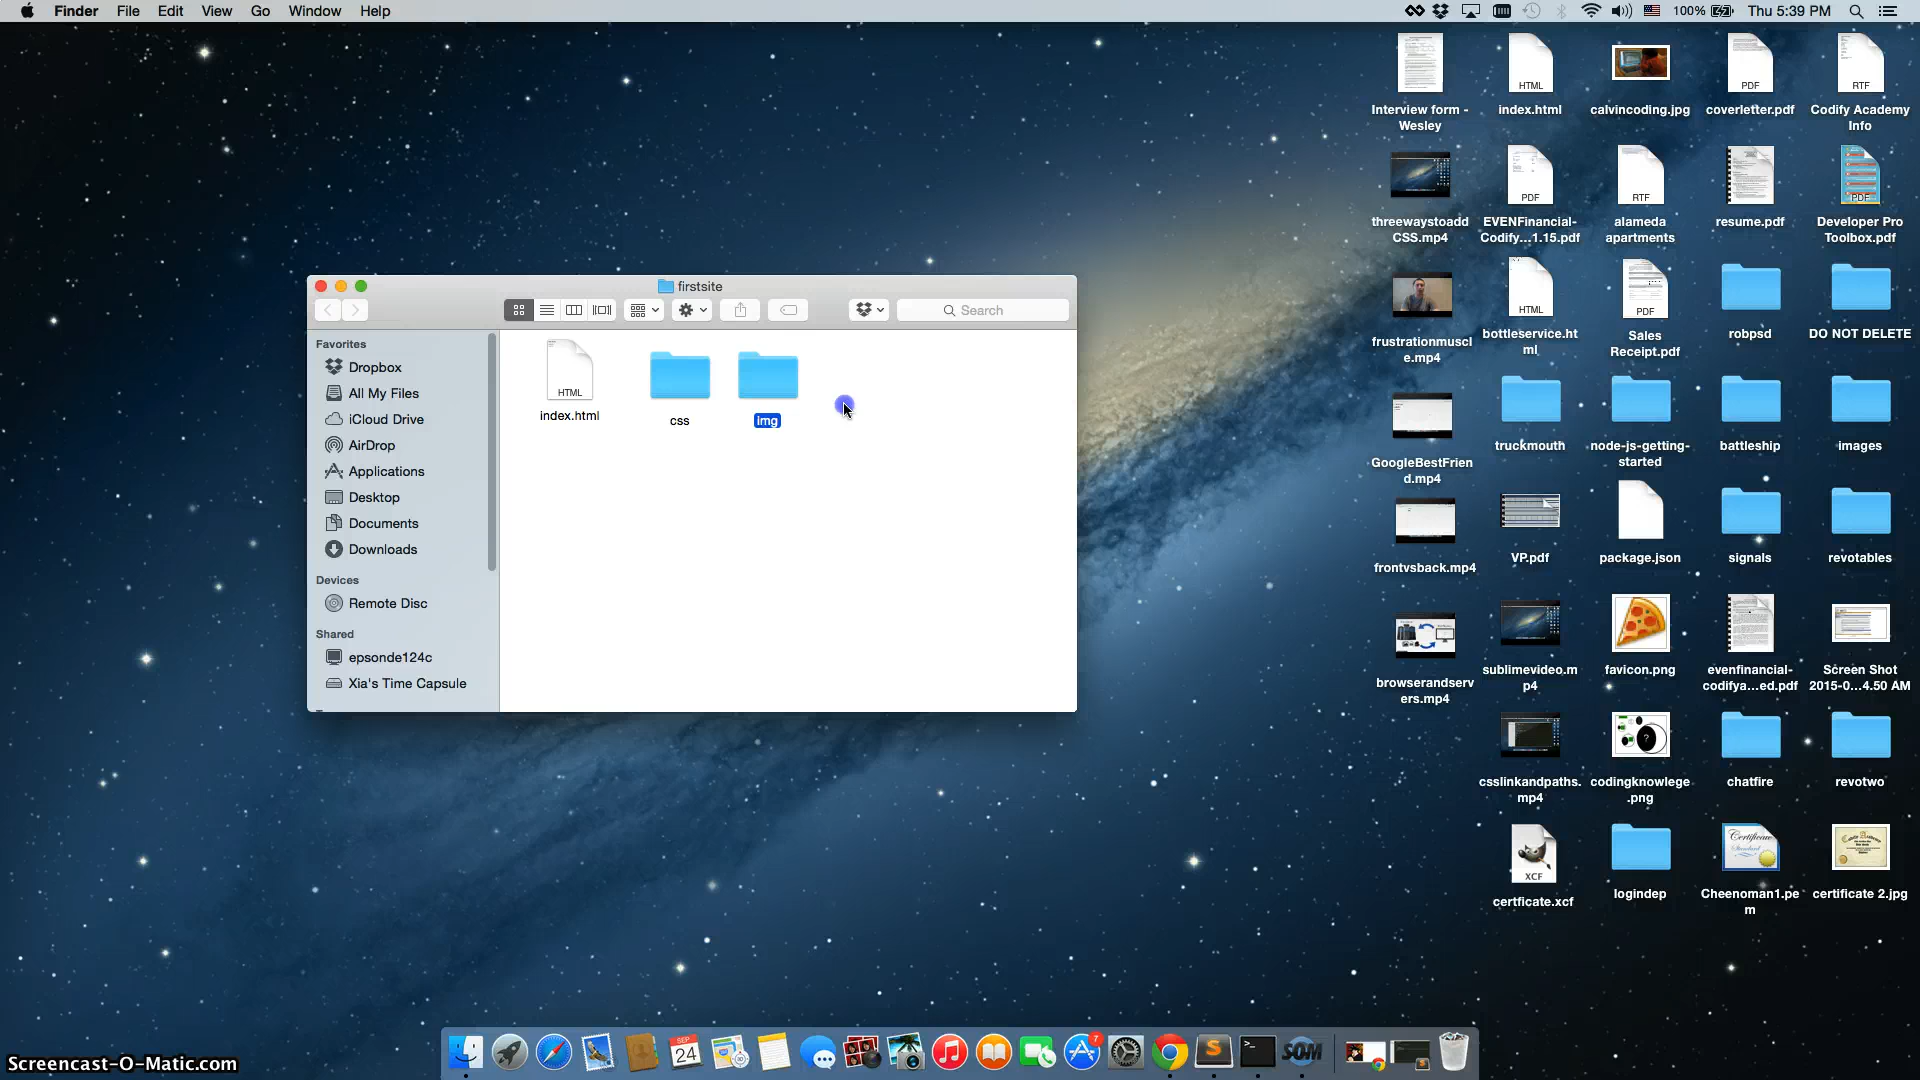 Finder File Edit View Go Window Help
100% Thu 5:39 PM
firstsite
Search
Favorites
Dropbox
All My Files
iCloud Drive
AirDrop
Applications
Desktop
Documents
Downloads
Devices
Remote Disc
Shared
epsonde124c
Xia's Time Capsule
HTML
index.html
css
img
Interview form -
Wesley
HTML
index.html
calvincoding.jpg
PDF
coverletter.pdf
RTF
Codify Academy
Info
threewaystoadd
CSS.mp4
PDF
EVENFinancial-
Codify...1.15.pdf
RTF
alameda
apartments
resume.pdf
PDF
Developer Pro
Toolbox.pdf
frustrationmuscl
e.mp4
HTML
bottleservice.ht
ml
PDF
Sales
Receipt.pdf
robpsd
DO NOT DELETE
GoogleBestFrien
d.mp4
truckmouth
node-js-getting-
started
battleship
images
frontvsback.mp4
VP.pdf
package.json
signals
revotables
browserandserv
ers.mp4
sublimevideo.m
p4
favicon.png
evenfinancial-
codifya...ed.pdf
Screen Shot
2015-0...4.50 AM
csslinkandpaths.
mp4
?
codingknowlege
.png
chatfire
revotwo
XCF
certficate.xcf
logindep
Certificate
Cheenoman1.pe
m
certificate 2.jpg
SEP
24
7
SOM
Screencast-O-Matic.com